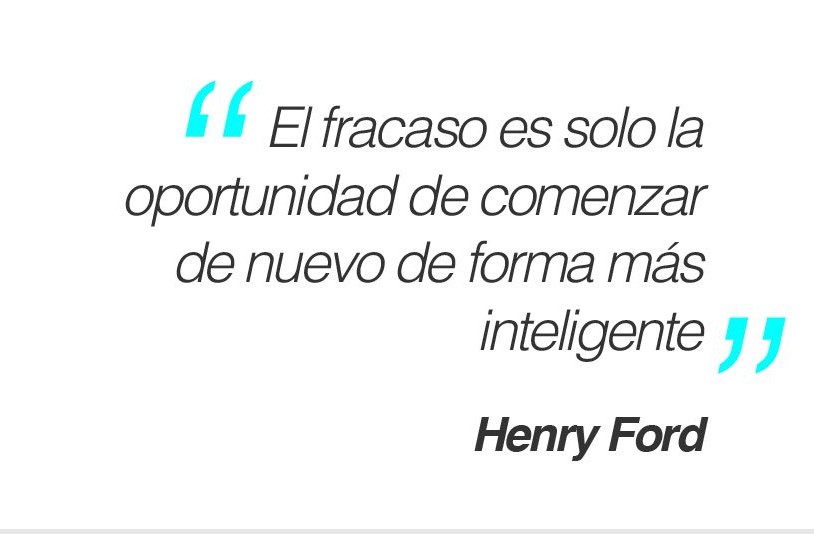 “ El fracaso es solo la
oportunidad de comenzar
de nuevo de forma más
inteligente ”
Henry Ford